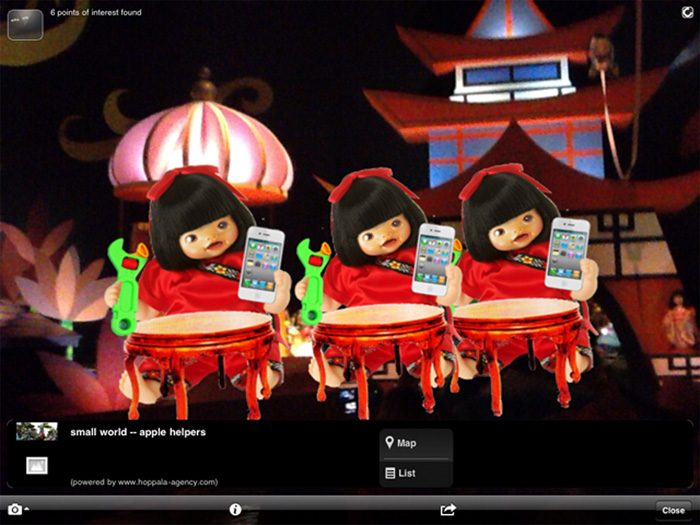 6 points of interest found
small world -- apple helpers
Map
List
(powered by www.hoppala-agency.com)
Close